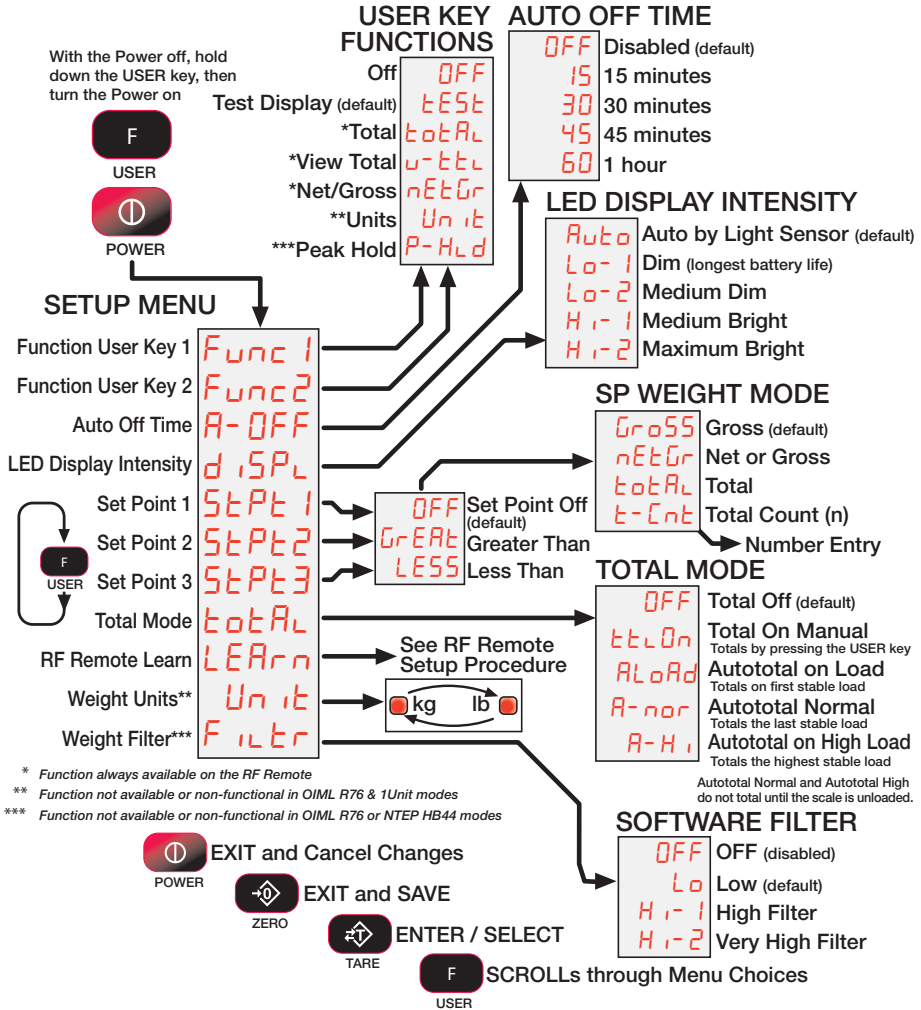 USER KEY
FUNCTIONS
Off OFF
Test Display (default) tESt
*Total totAL
*View Total v-ttL
*Net/Gross nEtGr
**Units Unit
***Peak Hold P-HLd
AUTO OFF TIME
OFF Disabled (default)
15 15 minutes
30 30 minutes
45 45 minutes
60 1 hour
With the Power off, hold
down the USER key, then
turn the Power on
F
USER
POWER
LED DISPLAY INTENSITY
Auto Auto by Light Sensor (default)
Lo-1 Dim (longest battery life)
Lo-2 Medium Dim
Hi-1 Medium Bright
Hi-2 Maximum Bright
SETUP MENU
Function User Key 1 Func1
Function User Key 2 Func2
Auto Off Time A-OFF
LED Display Intensity diSPL
Set Point 1 StPt1
Set Point 2 StPt2
Set Point 3 StPt3
Total Mode totAL
RF Remote Learn LEArn
Weight Units** Unit
Weight Filter*** FiLtr
F
USER
OFF Set Point Off
(default)
GrEAt Greater Than
LESS Less Than
SP WEIGHT MODE
GroSS Gross (default)
nEtGr Net or Gross
totAL Total
t-Cnt Total Count (n)
Number Entry
See RF Remote
Setup Procedure
kg lb
TOTAL MODE
OFF Total Off (default)
ttLOn Total On Manual
Totals by pressing the USER key
ALoAd Autototal on Load
Totals on first stable load
A-nor Autototal Normal
Totals the last stable load
A-Hi Autototal on High Load
Totals the highest stable load
Autototal Normal and Autototal High
do not total until the scale is unloaded.
* Function always available on the RF Remote
** Function not available or non-functional in OIML R76 & 1Unit modes
*** Function not available or non-functional in OIML R76 or NTEP HB44 modes
SOFTWARE FILTER
OFF OFF (disabled)
Lo Low (default)
Hi-1 High Filter
Hi-2 Very High Filter
EXIT and Cancel Changes
POWER
→0← EXIT and SAVE
ZERO
T ENTER / SELECT
TARE
F SCROLLs through Menu Choices
USER